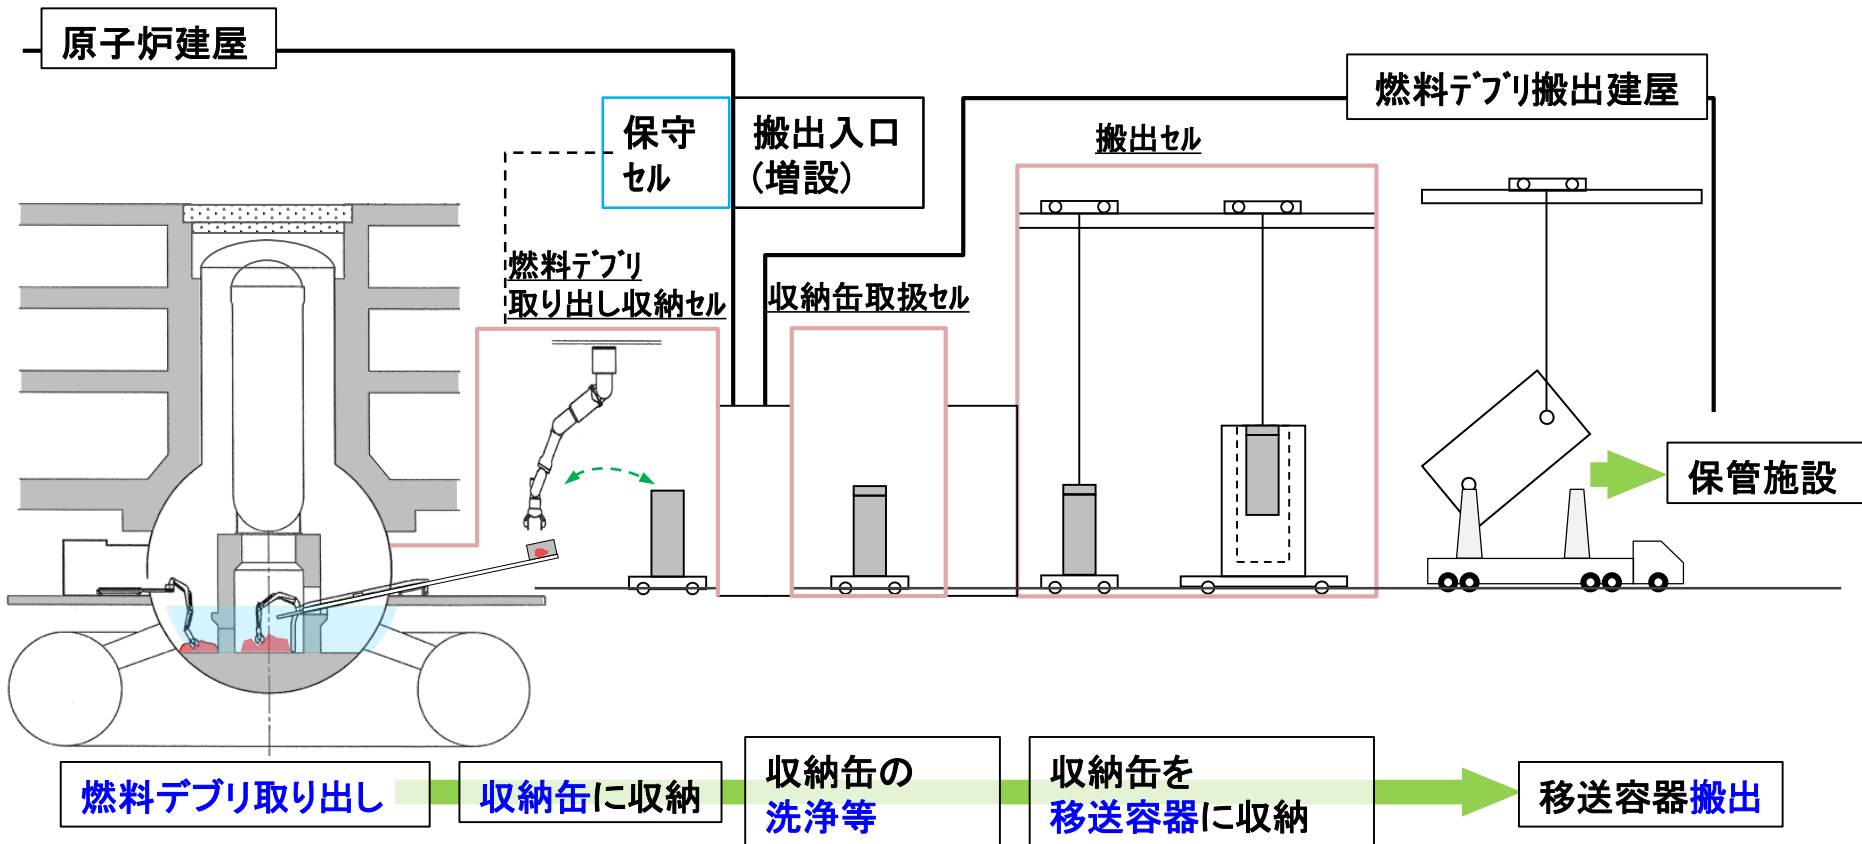 原子炉建屋
燃料デブリ搬出建屋
保守
セル
搬出入口
(増設)
搬出セル
燃料デブリ
取り出し収納セル
収納缶取扱セル
保管施設
燃料デブリ取り出し
収納缶に収納
収納缶の
洗浄等
収納缶を
移送容器に収納
移送容器搬出